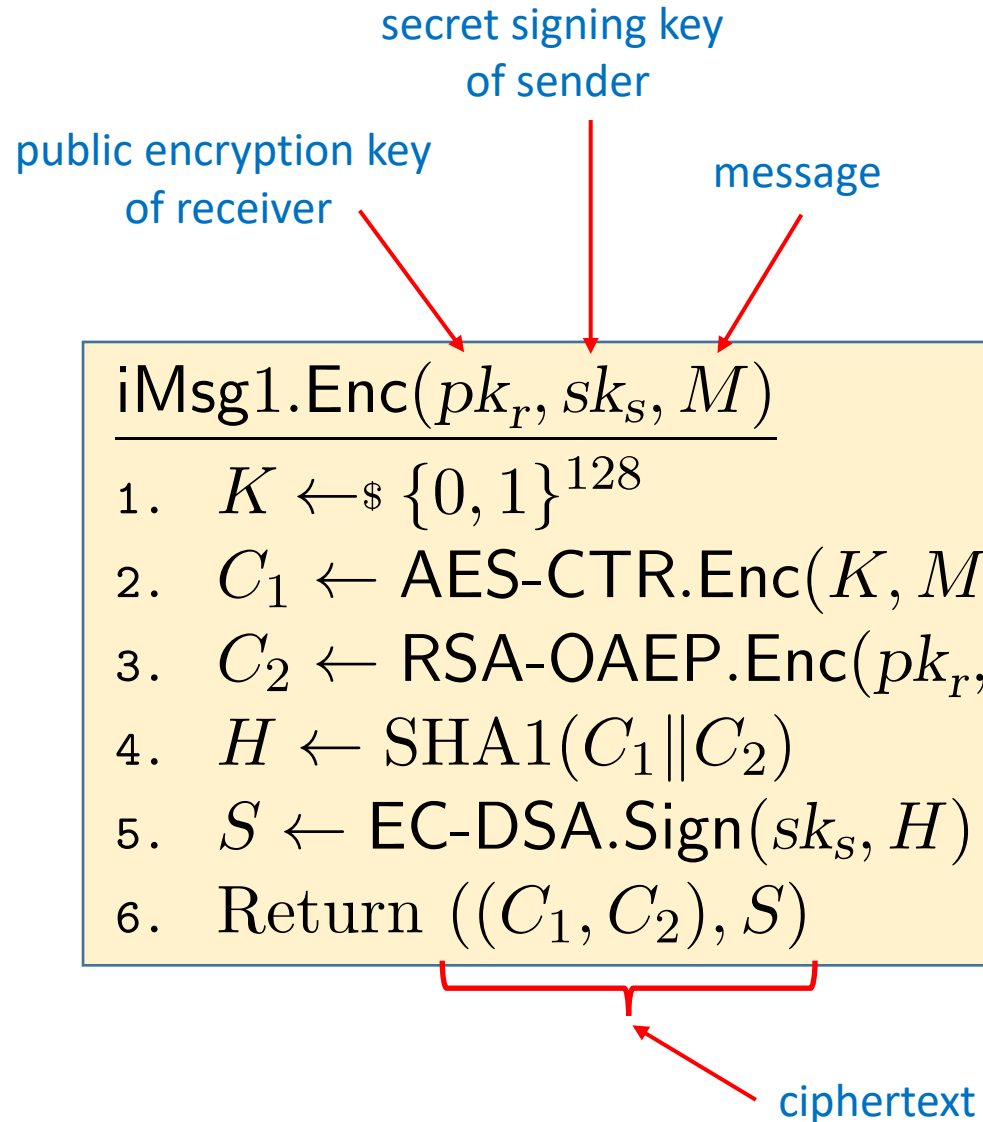 secret signing key
of sender
public encryption key
of receiver
message
iMsg1.Enc(pk_r, sk_s, M)
1. K ←$ {0, 1}^128
2. C_1 ← AES-CTR.Enc(K, M
3. C_2 ← RSA-OAEP.Enc(pk_r,
4. H ← SHA1(C_1∥C_2)
5. S ← EC-DSA.Sign(sk_s, H)
6. Return ((C_1, C_2), S)
ciphertext